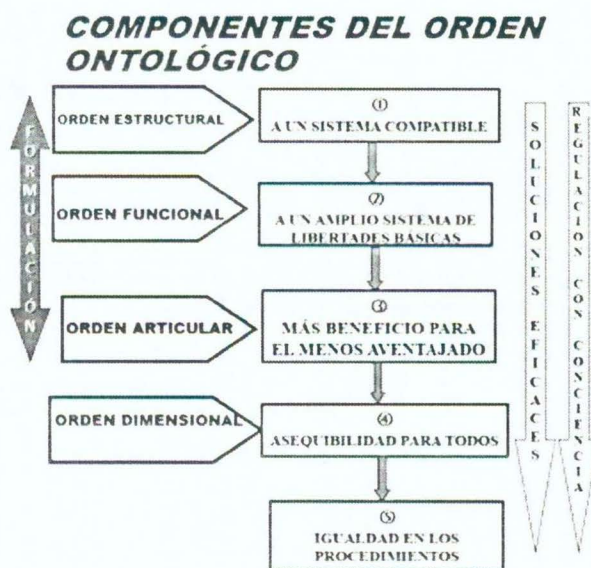 COMPONENTES DEL ORDEN
ONTOLÓGICO
FORMULACIÓN
ORDEN ESTRUCTURAL
①
A UN SISTEMA COMPATIBLE
ORDEN FUNCIONAL
②
A UN AMPLIO SISTEMA DE
LIBERTADES BÁSICAS
ORDEN ARTICULAR
③
MÁS BENEFICIO PARA
EL MENOS AVENTAJADO
ORDEN DIMENSIONAL
④
ASEQUIBILIDAD PARA TODOS
⑤
IGUALDAD EN LOS
PROCEDIMIENTOS
SOLUCIONES EFICACES
REGULACION CON CONCIENCIA